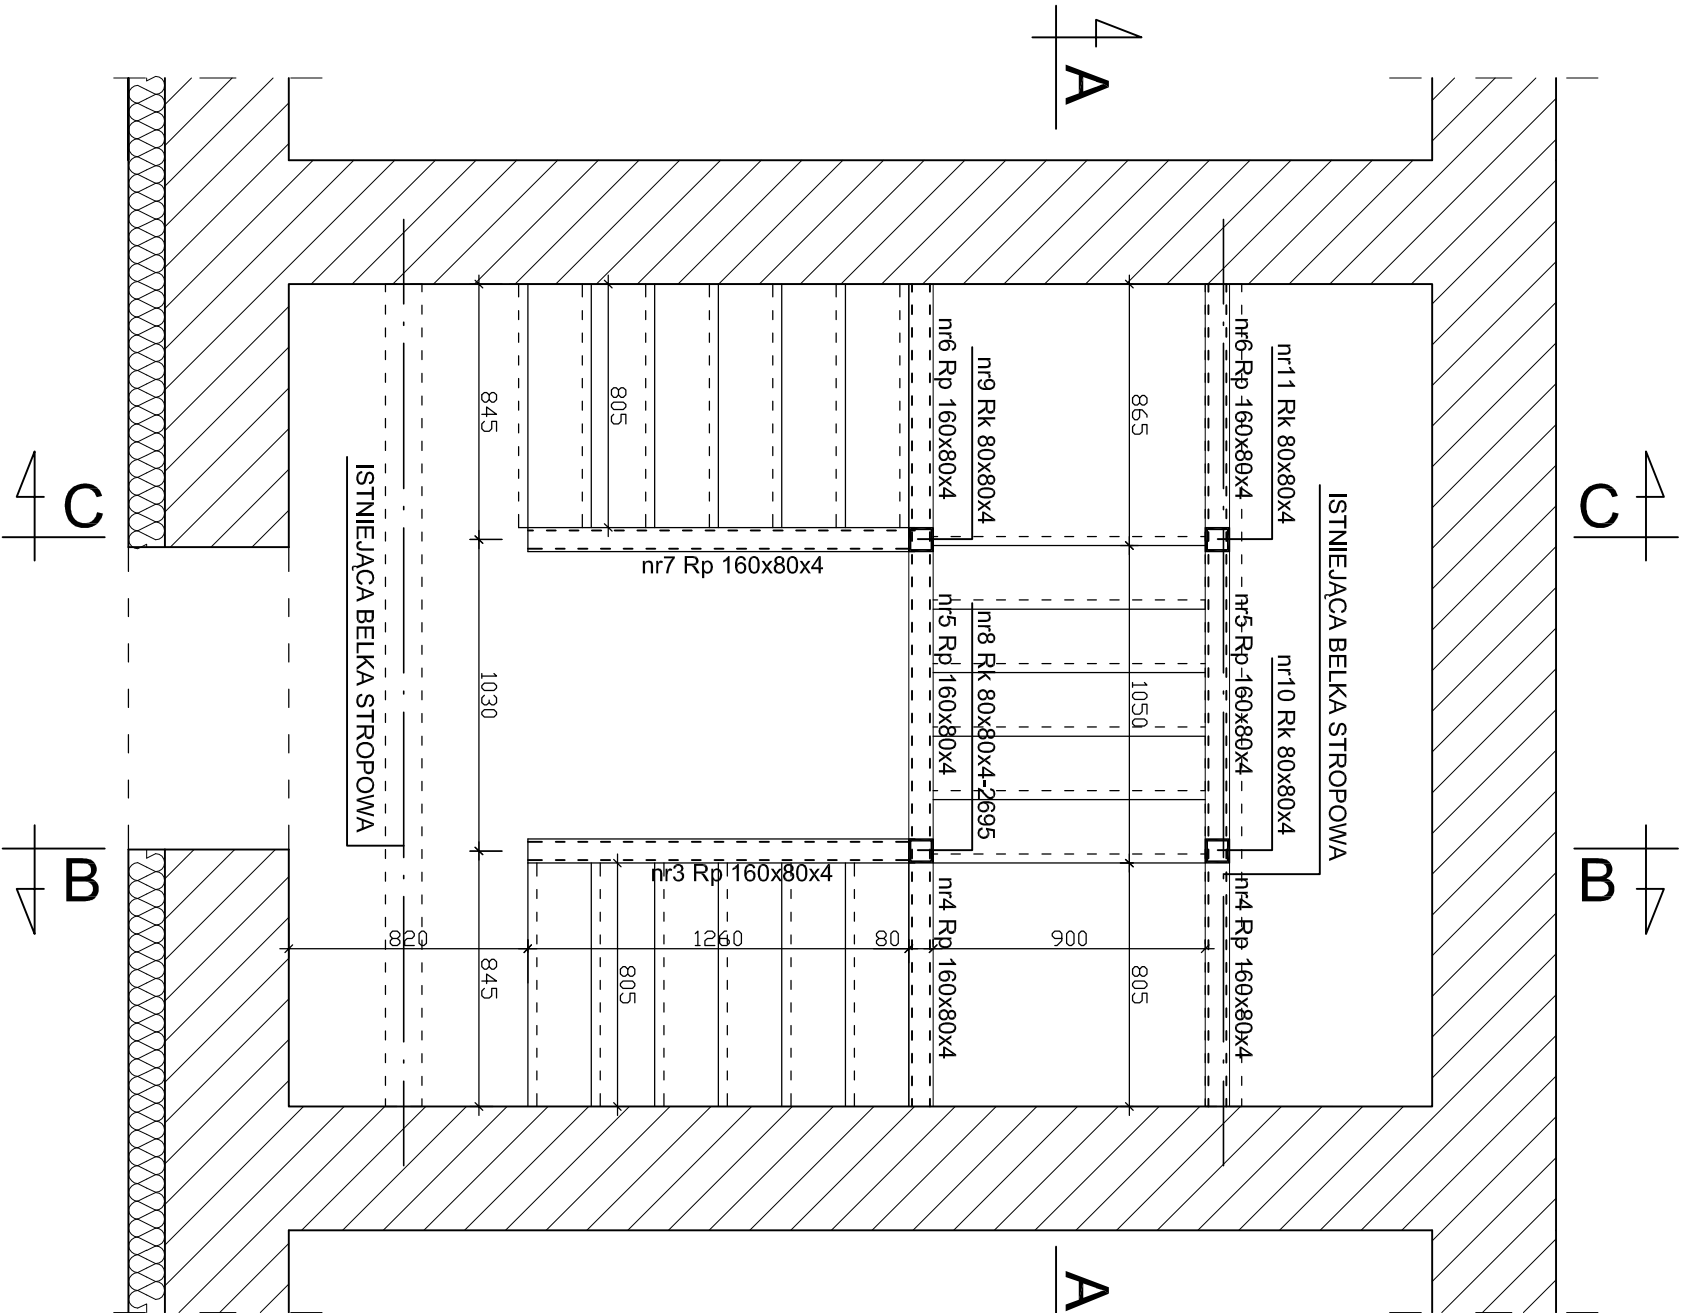 A
nr6 Rp 160x80x4
nr9 Rk 80x80x4
nr6 Rp 160x80x4
nr11 Rk 80x80x4
845
805
865
C
C
ISTNIEJĄCA BELKA STROPOWA
ISTNIEJĄCA BELKA STROPOWA
nr7 Rp 160x80x4
nr5 Rp 160x80x4
nr8 Rk 80x80x4-2695
nr5 Rp 160x80x4
nr10 Rk 80x80x4
1030
1050
B
B
nr3 Rp 160x80x4
nr4 Rp 160x80x4
nr4 Rp 160x80x4
820
1260
80
900
845
805
805
A